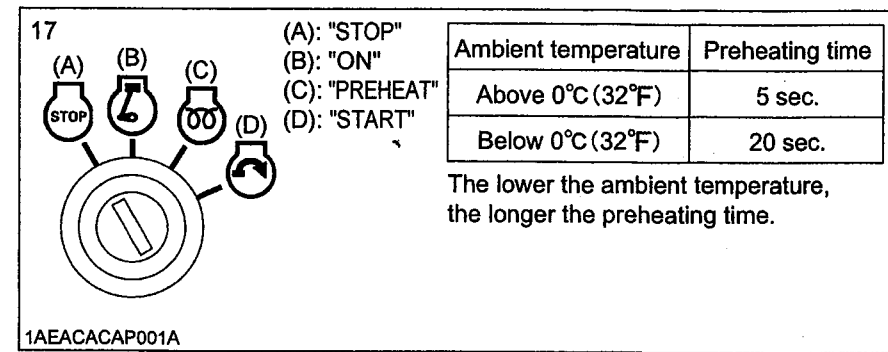 17
(A) (B) (C) (D)
STOP
(A): "STOP"
(B): "ON"
(C): "PREHEAT"
(D): "START"
Ambient temperature Preheating time
Above 0°C (32°F) 5 sec.
Below 0°C (32°F) 20 sec.
The lower the ambient temperature,
the longer the preheating time.
1AEACACAP001A